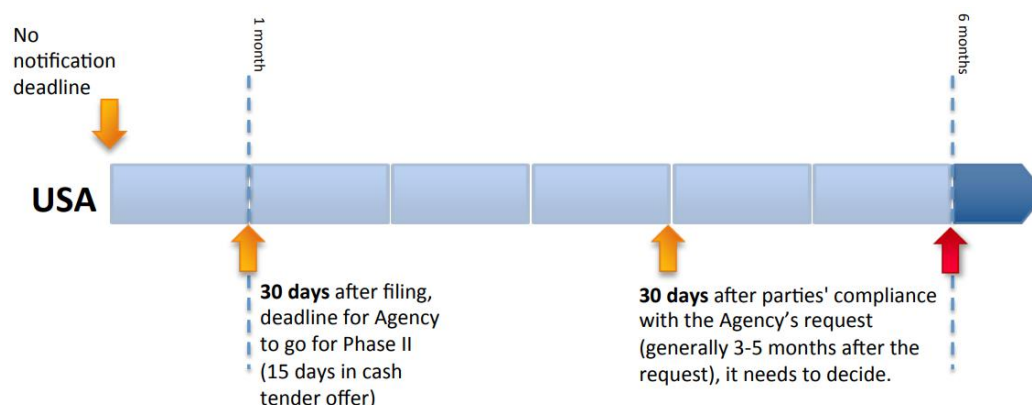 No
notification
deadline
1 month
6 months
USA
30 days after filing,
deadline for Agency
to go for Phase II
(15 days in cash
tender offer)
30 days after parties' compliance
with the Agency’s request
(generally 3-5 months after the
request), it needs to decide.